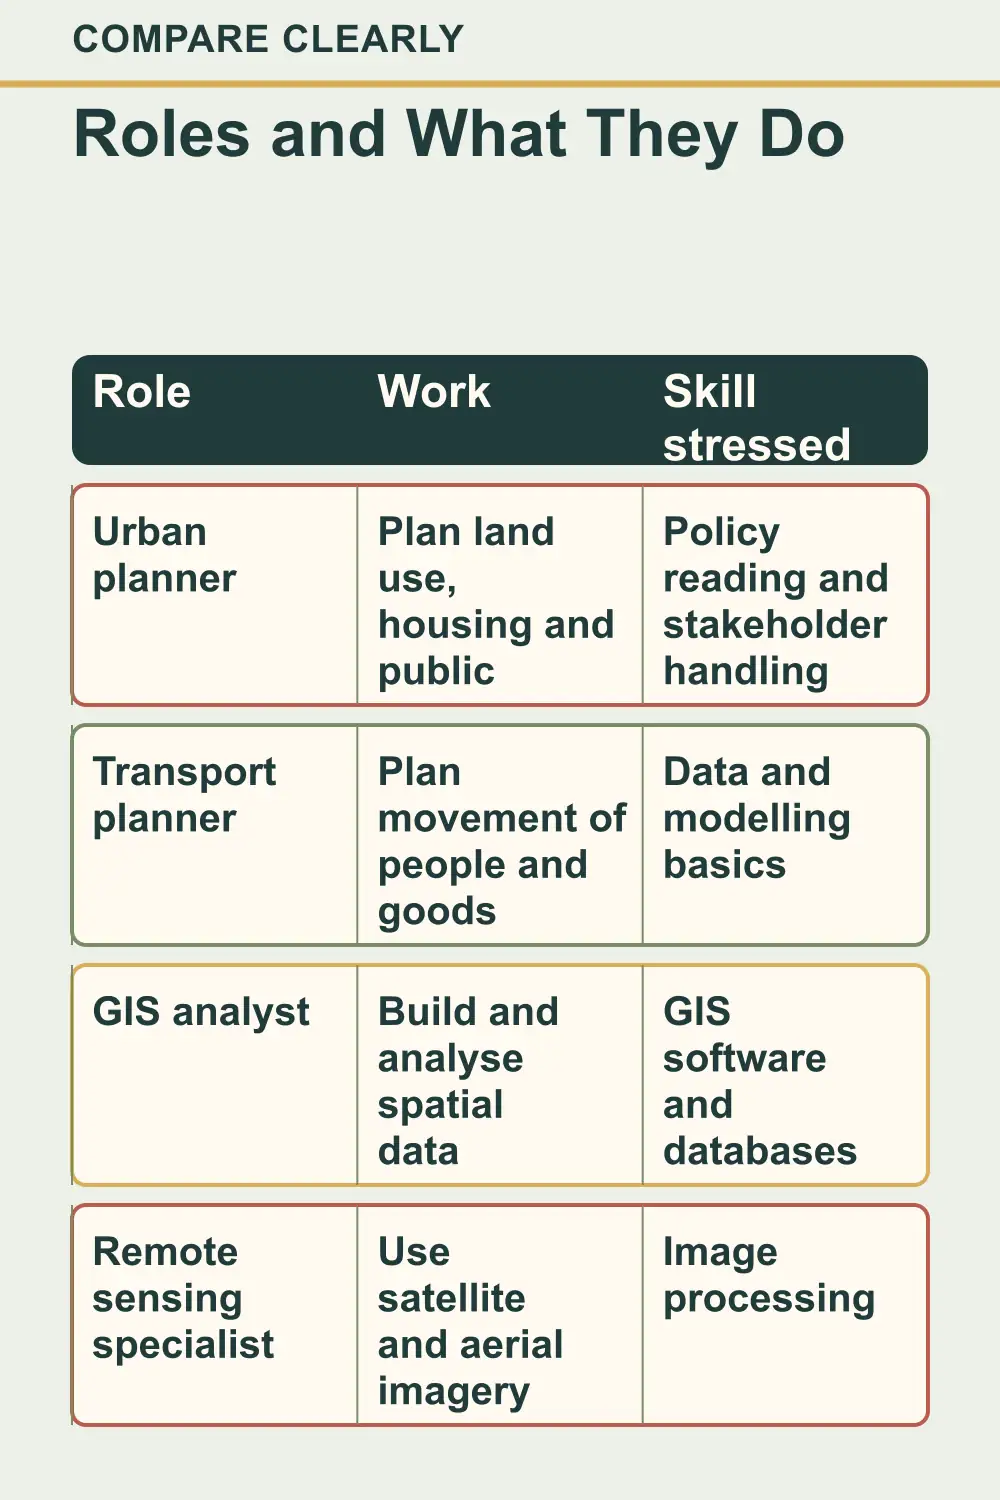 COMPARE CLEARLY
Roles and What They Do
Role
Work
Skill
stressed
Urban
planner
Plan land
use,
housing and
public
Policy
reading and
stakeholder
handling
Transport
planner
Plan
movement of
people and
goods
Data and
modelling
basics
GIS analyst
Build and
analyse
spatial
data
GIS
software
and
databases
Remote
sensing
specialist
Use
satellite
and aerial
imagery
Image
processing